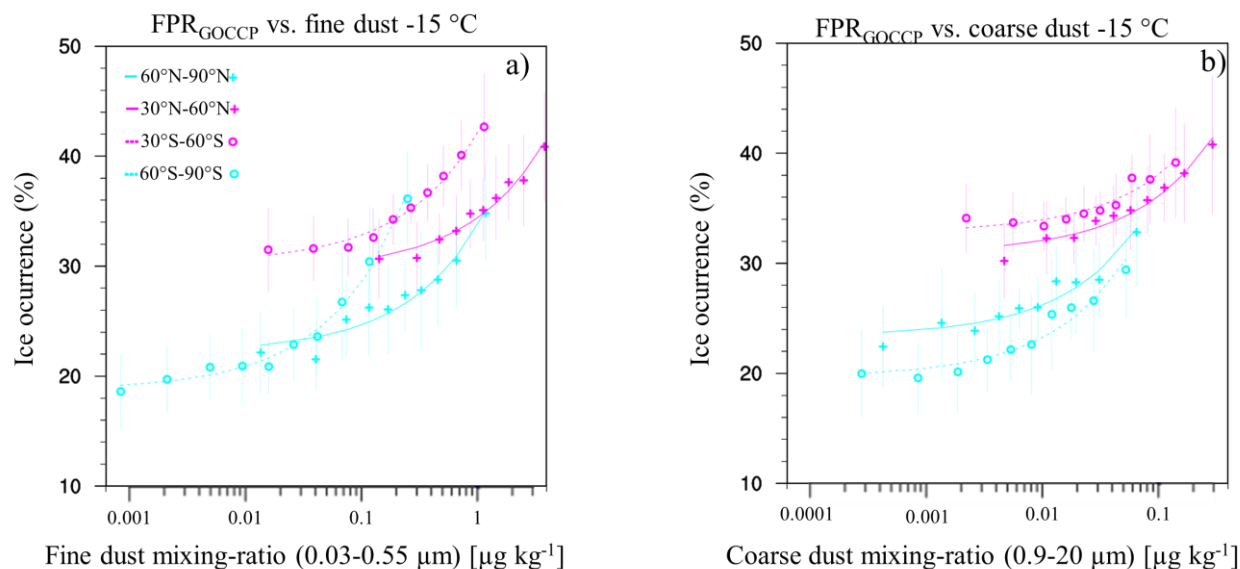 FPR_GOCCP vs. fine dust -15 °C
a)
60°N-90°N
30°N-60°N
30°S-60°S
60°S-90°S
50
40
30
20
10
Ice ocurrence (%)
0.001 0.01 0.1 1
Fine dust mixing-ratio (0.03-0.55 µm) [µg kg⁻¹]
FPR_GOCCP vs. coarse dust -15 °C
b)
50
40
30
20
10
Ice ocurrence (%)
0.0001 0.001 0.01 0.1
Coarse dust mixing-ratio (0.9-20 µm) [µg kg⁻¹]